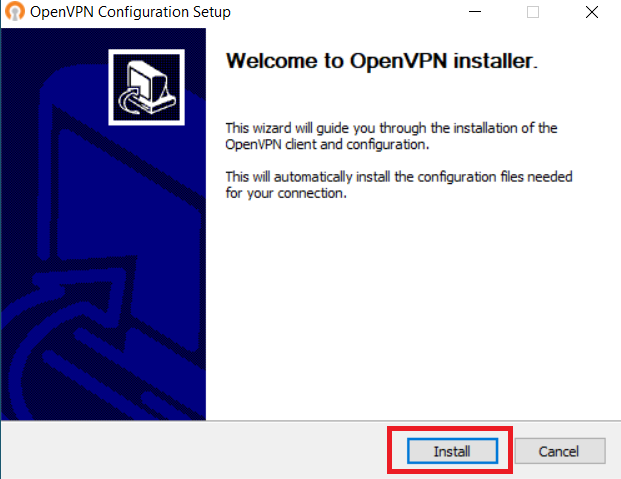 OpenVPN Configuration Setup
Welcome to OpenVPN installer.
This wizard will guide you through the installation of the
OpenVPN client and configuration.
This will automatically install the configuration files needed
for your connection.
Install
Cancel